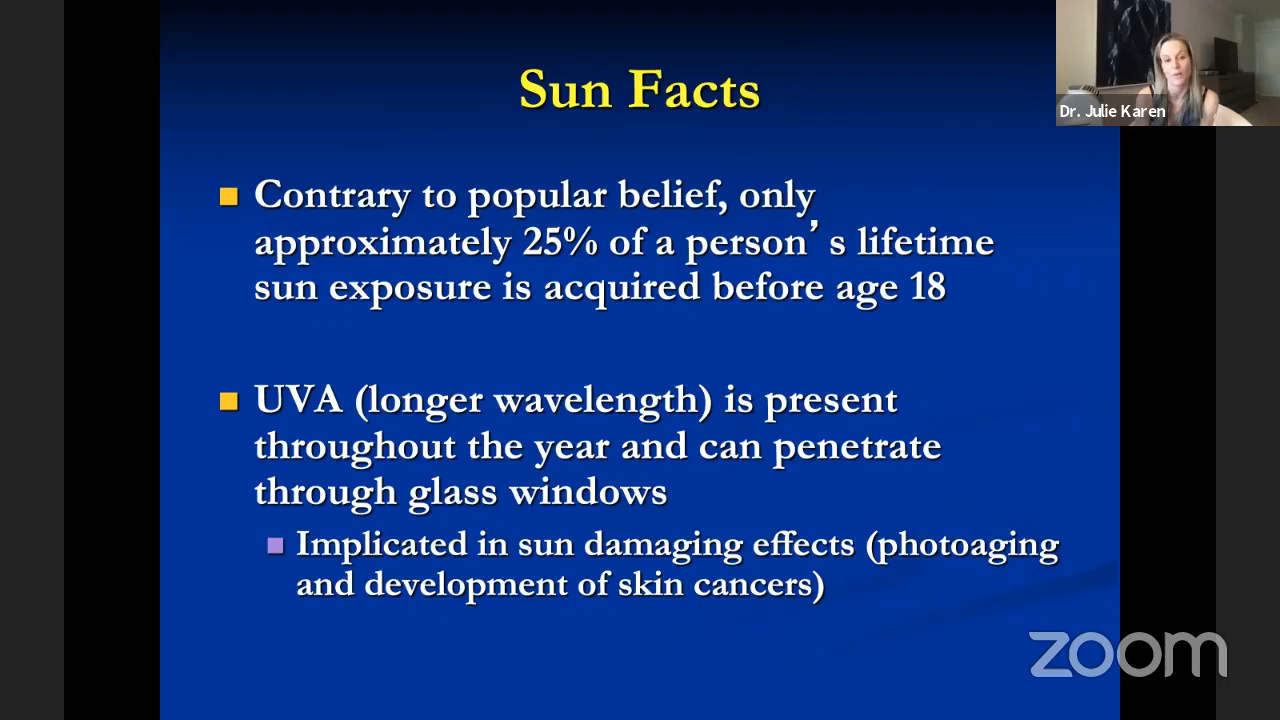 Sun Facts
Dr. Julie Karen
Contrary to popular belief, only
approximately 25% of a person’ s lifetime
sun exposure is acquired before age 18
UVA (longer wavelength) is present
throughout the year and can penetrate
through glass windows
Implicated in sun damaging effects (photoaging
and development of skin cancers)
zoom